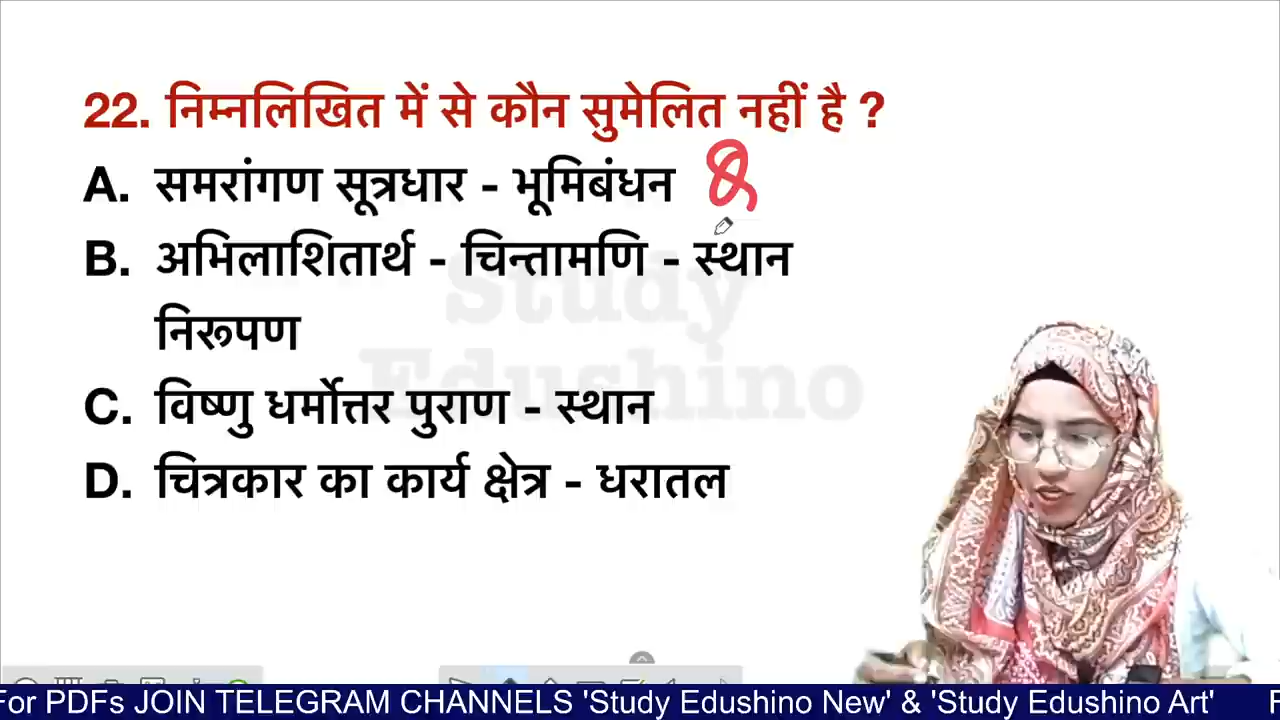 22. निम्नलिखित में से कौन सुमेलित नहीं है ?
A. समरांगण सूत्रधार - भूमिबंधन 8
B. अभिलाशितार्थ - चिन्तामणि - स्थान
निरूपण
C. विष्णु धर्मोत्तर पुराण - स्थान
D. चित्रकार का कार्य क्षेत्र - धरातल
Study
Edushino
For PDFs JOIN TELEGRAM CHANNELS 'Study Edushino New' & 'Study Edushino Art' F